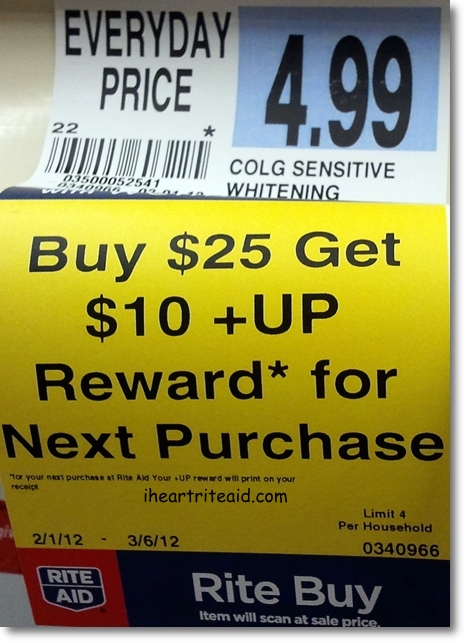 EVERYDAY
PRICE
4.99
22 *
03500052541
COLG SENSITIVE
WHITENING
Buy $25 Get
$10 +UP
Reward* for
Next Purchase
*for your next purchase at Rite Aid Your +UP reward will print on your
receipt.
iheartriteaid.com
Limit 4
Per Household
2/1/12 - 3/6/12
0340966
RITE
AID
Rite Buy
Item will scan at sale price.